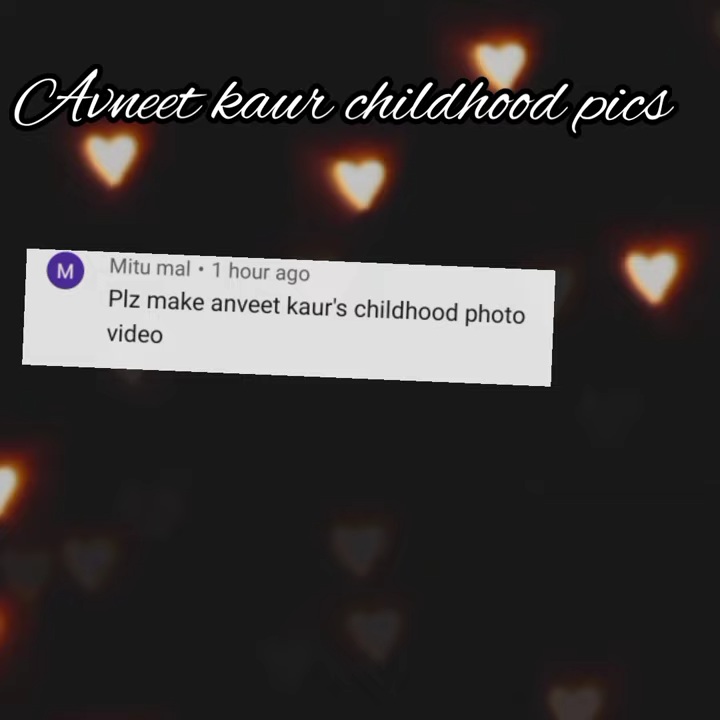 Avneet kaur childhood pics
M
Mitu mal • 1 hour ago
Plz make anveet kaur's childhood photo
video